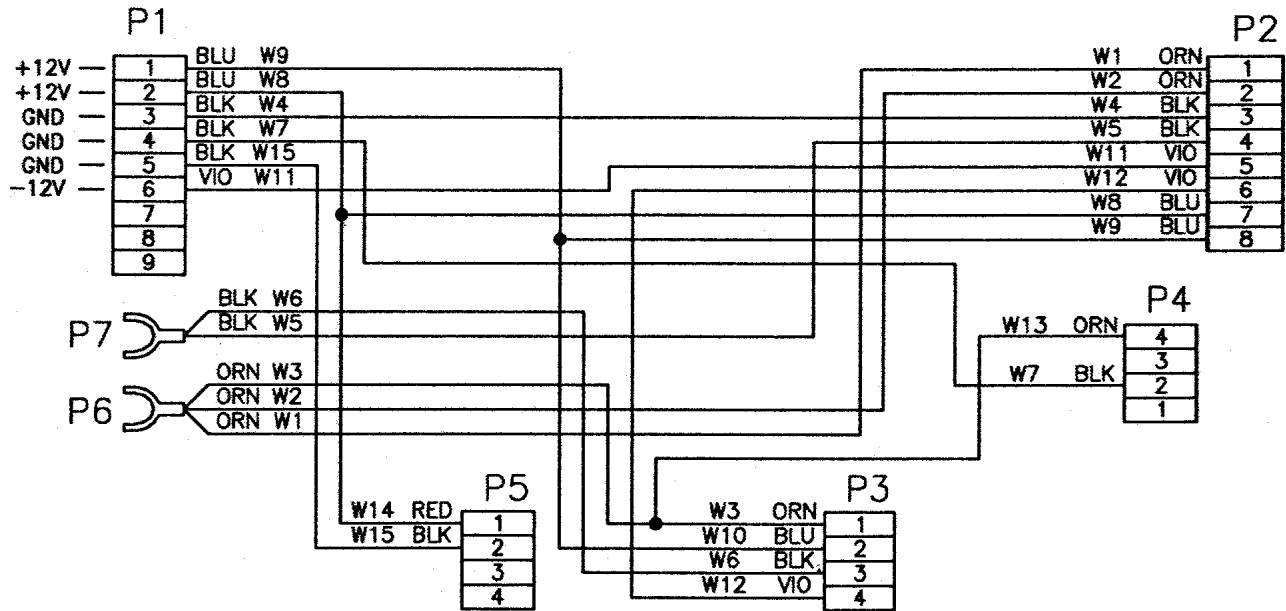 P1
P2
+12V — 1 BLU W9
+12V — 2 BLU W8
GND — 3 BLK W4
GND — 4 BLK W7
GND — 5 BLK W15
-12V — 6 VIO W11
7
8
9
W1 ORN 1
W2 ORN 2
W4 BLK 3
W5 BLK 4
W11 VIO 5
W12 VIO 6
W8 BLU 7
W9 BLU 8
P7
BLK W6
BLK W5
P6
ORN W3
ORN W2
ORN W1
P4
W13 ORN 4
3
W7 BLK 2
1
P5
W14 RED 1
W15 BLK 2
3
4
P3
W3 ORN 1
W10 BLU 2
W6 BLK 3
W12 VIO 4